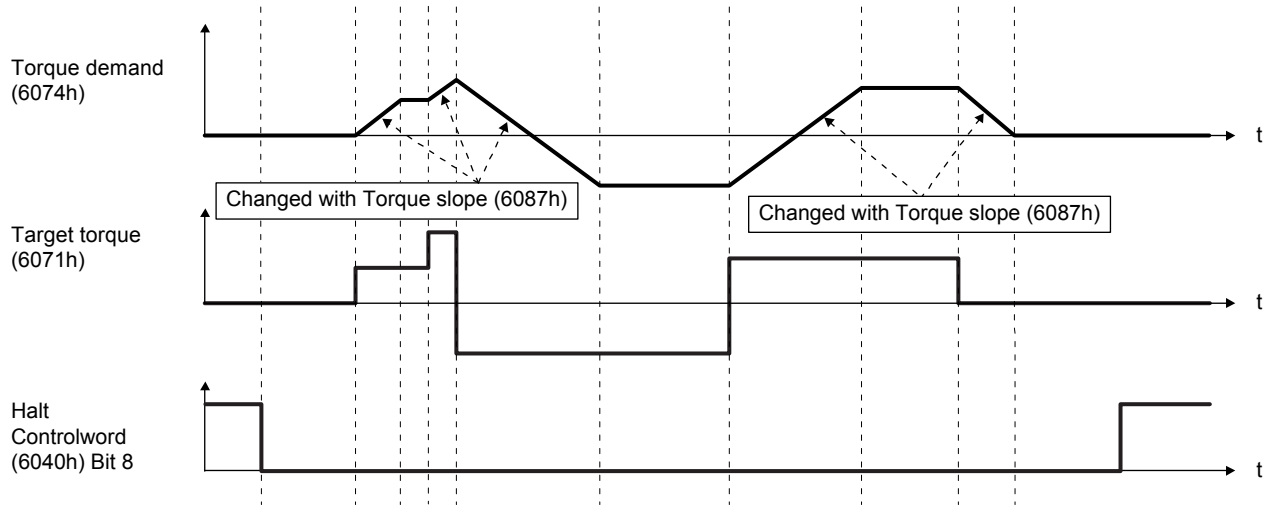 Torque demand
(6074h)
t
Changed with Torque slope (6087h)
Changed with Torque slope (6087h)
Target torque
(6071h)
t
Halt
Controlword
(6040h) Bit 8
t